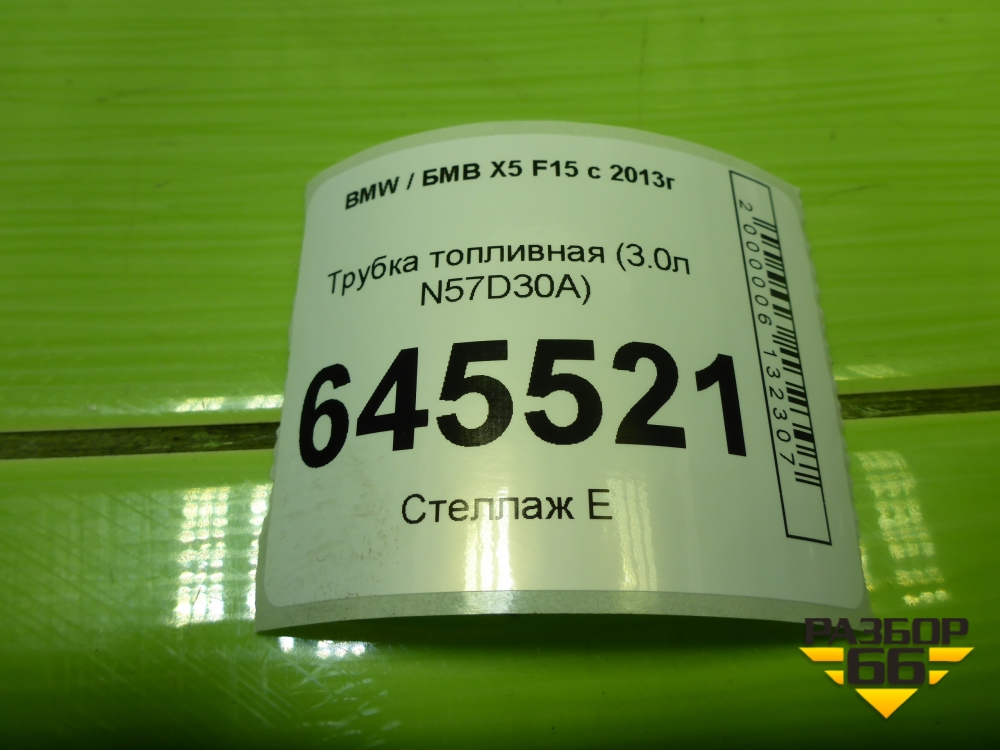 BMW / БМВ X5 F15 с 2013г
Трубка топливная (3.0л
N57D30A)
645521
Стеллаж Е
2000006132307
РАЗБОР
66